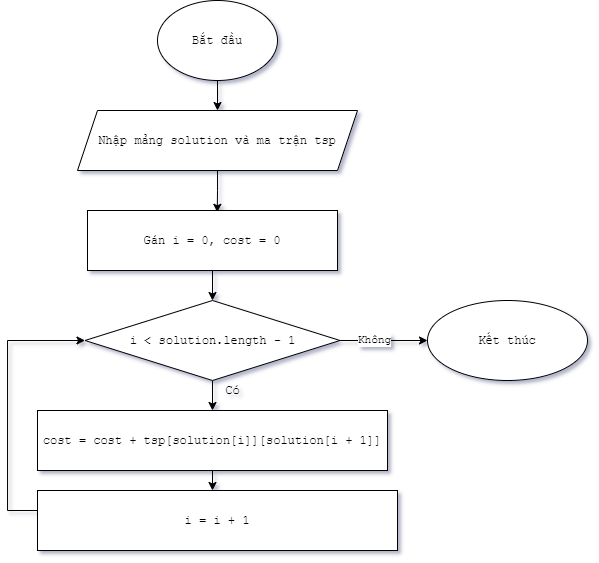 Bắt đầu
Nhập mảng solution và ma trận tsp
Gán i = 0, cost = 0
i < solution.length - 1
Không
Kết thúc
Có
cost = cost + tsp[solution[i]][solution[i + 1]]
i = i + 1